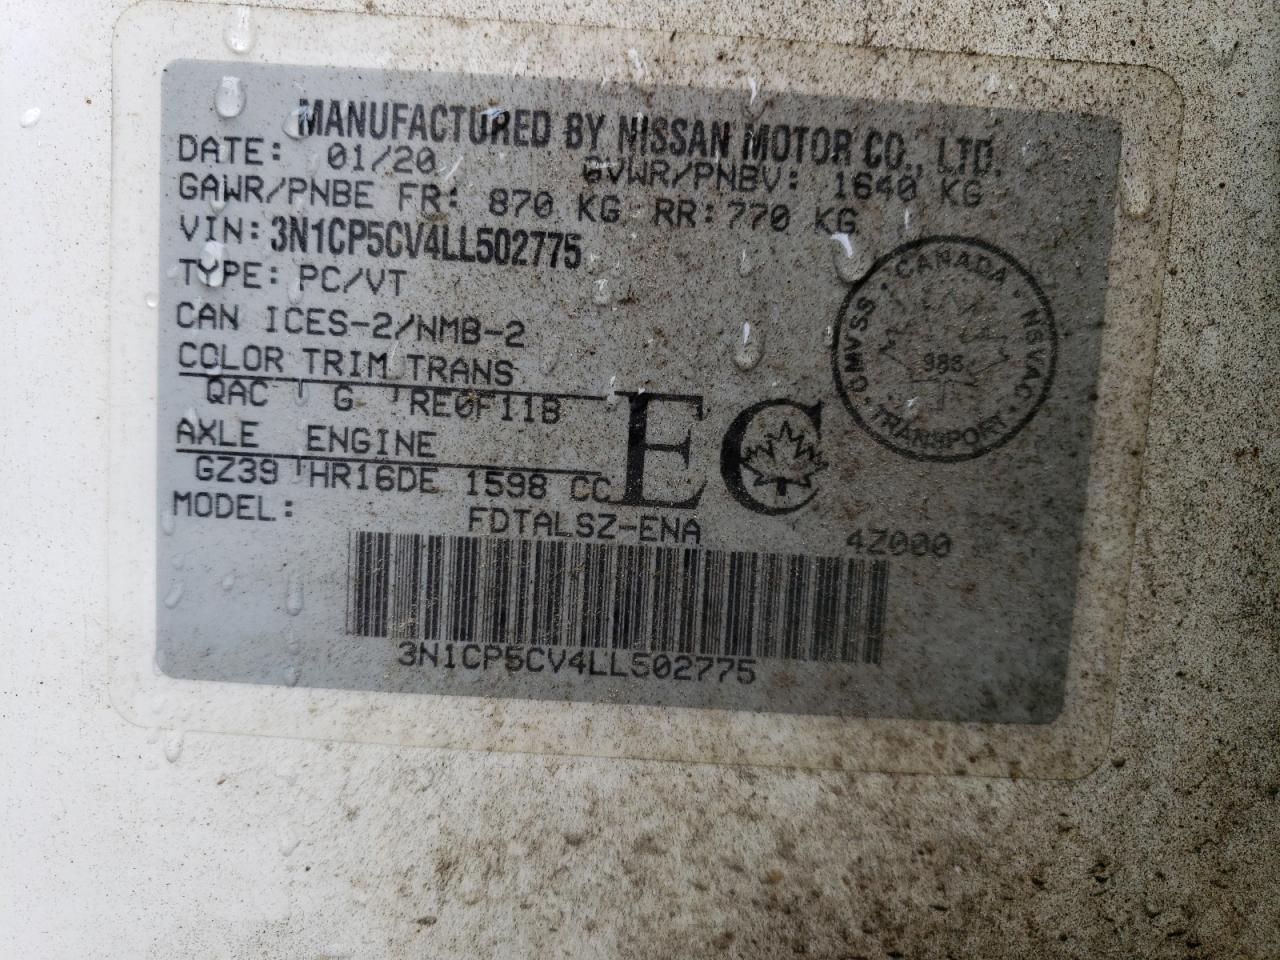 MANUFACTURED BY NISSAN MOTOR CO., LTD.
DATE: 01/20 GVWR/PNBV: 1640 KG
GAWR/PNBE FR: 870 KG RR: 770 KG
VIN: 3N1CP5CV4LL502775
TYPE: PC/VT
CAN ICES-2/NMB-2
COLOR TRIM TRANS
QAC G RE0F11B
AXLE ENGINE
GZ39 HR16DE 1598 CC
EC
CANADA · NSVAC · TRANSPORT · CMVSS ·
MODEL: FDTALSZ-ENA 4Z000
3N1CP5CV4LL502775